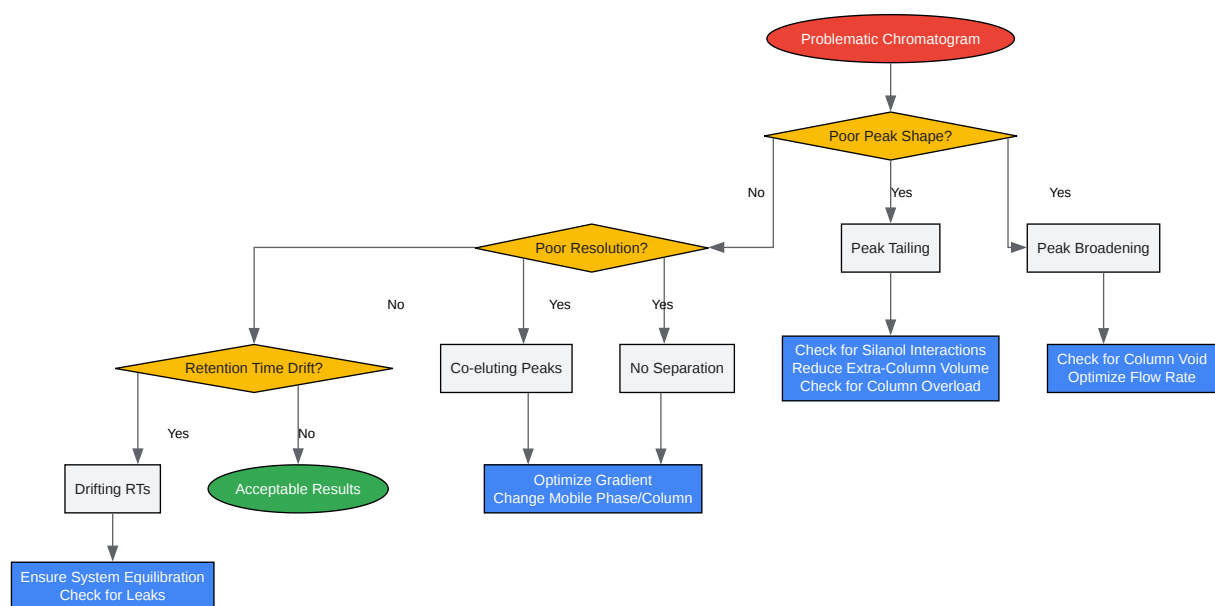 Problematic Chromatogram
Poor Peak Shape?
No
Yes
Yes
Poor Resolution?
Peak Tailing
Peak Broadening
No
Yes
Yes
Retention Time Drift?
Co-eluting Peaks
No Separation
Check for Silanol Interactions
Reduce Extra-Column Volume
Check for Column Overload
Check for Column Void
Optimize Flow Rate
Yes
No
Drifting RTs
Acceptable Results
Optimize Gradient
Change Mobile Phase/Column
Ensure System Equilibration
Check for Leaks